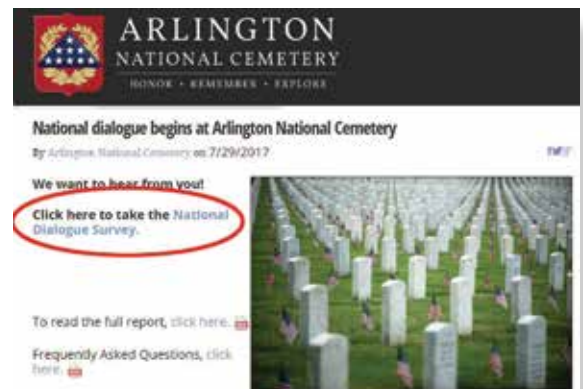 ARLINGTON
NATIONAL CEMETERY
HONOR • REMEMBER • EXPLORE
National dialogue begins at Arlington National Cemetery
By Arlington National Cemetery on 7/29/2017
We want to hear from you!
Click here to take the National
Dialogue Survey.
To read the full report, click here.
Frequently Asked Questions, click
here.